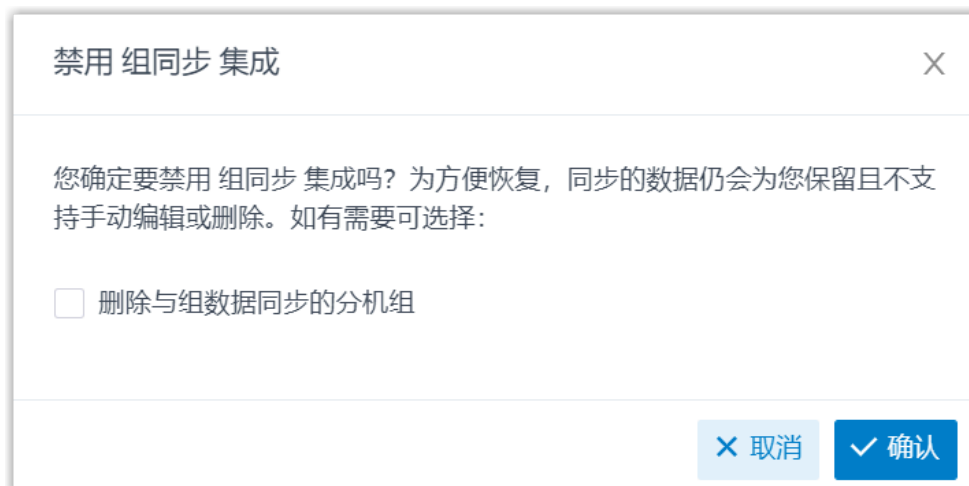 禁用 组同步 集成
您确定要禁用 组同步 集成吗？为方便恢复，同步的数据仍会为您保留且不支
持手动编辑或删除。如有需要可选择：
删除与组数据同步的分机组
取消
确认